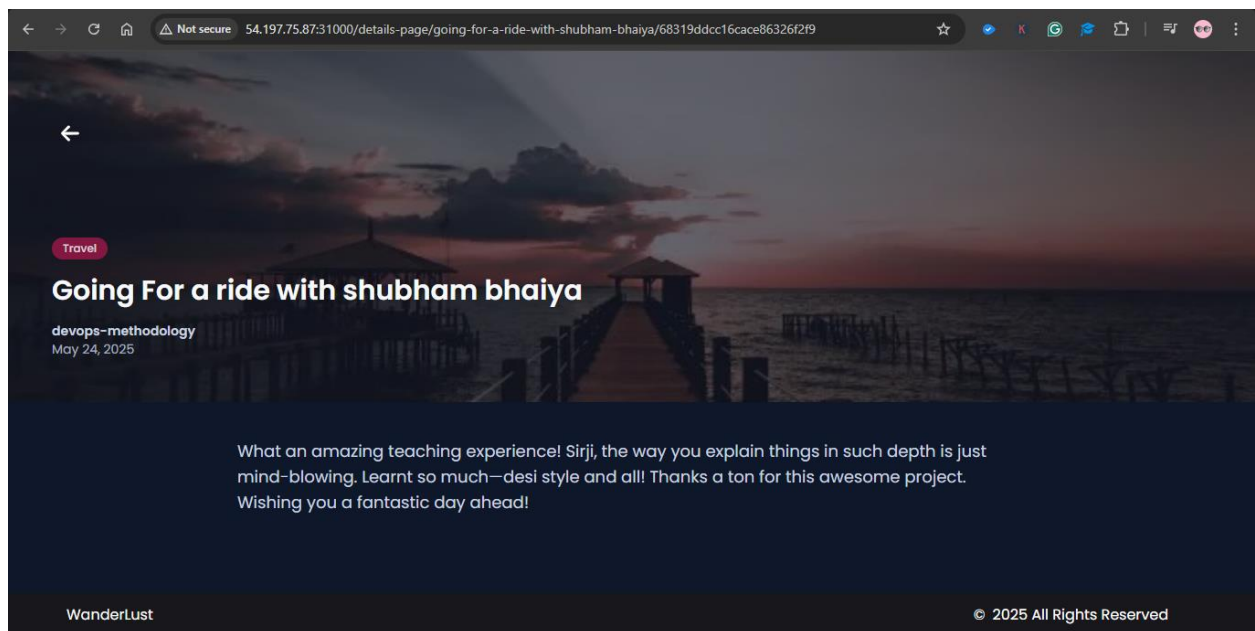 Not secure 54.197.75.87:31000/details-page/going-for-a-ride-with-shubham-bhaiya/68319ddcc16cace86326f2f9
Travel
Going For a ride with shubham bhaiya
devops-methodology
May 24, 2025
What an amazing teaching experience! Sirji, the way you explain things in such depth is just
mind-blowing. Learnt so much—desi style and all! Thanks a ton for this awesome project.
Wishing you a fantastic day ahead!
WanderLust
© 2025 All Rights Reserved